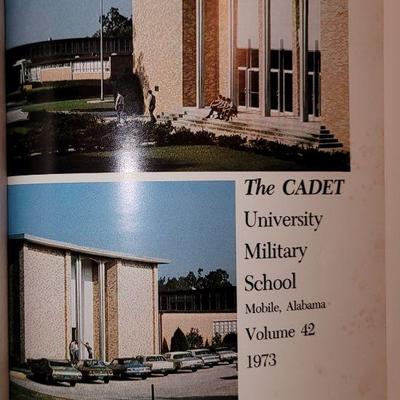 The CADET
University
Military
School
Mobile, Alabama
Volume 42
1973